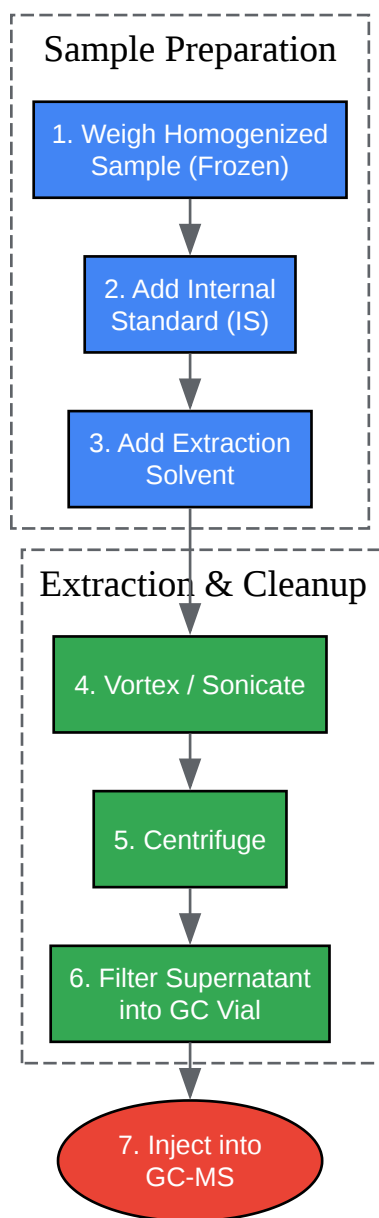 Sample Preparation
1. Weigh Homogenized
Sample (Frozen)
2. Add Internal
Standard (IS)
3. Add Extraction
Solvent
Extraction & Cleanup
4. Vortex / Sonicate
5. Centrifuge
6. Filter Supernatant
into GC Vial
7. Inject into
GC-MS